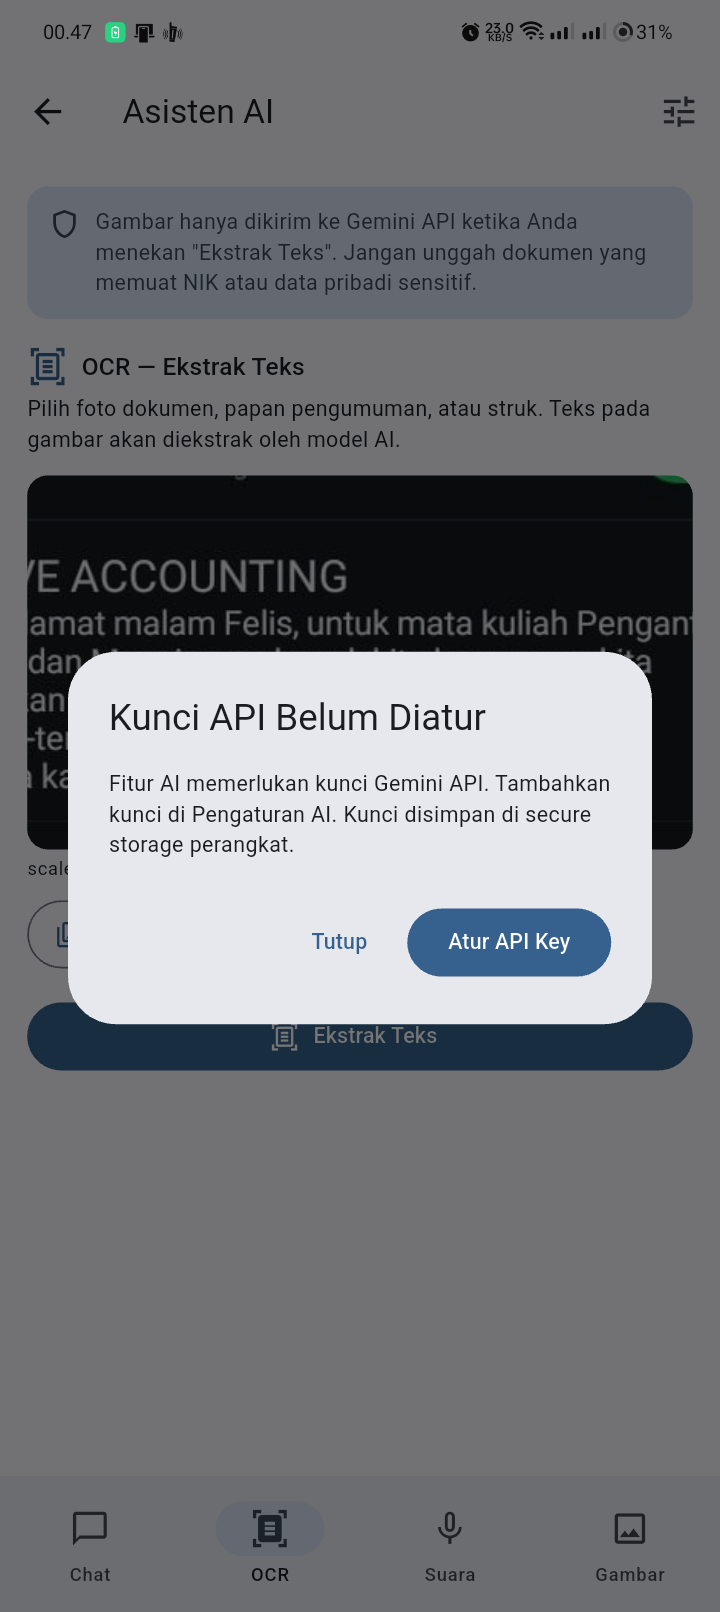 00.47
23.0
KB/S
31%
Asisten AI
Gambar hanya dikirim ke Gemini API ketika Anda
menekan "Ekstrak Teks". Jangan unggah dokumen yang
memuat NIK atau data pribadi sensitif.
OCR — Ekstrak Teks
Pilih foto dokumen, papan pengumuman, atau struk. Teks pada
gambar akan diekstrak oleh model AI.
VE ACCOUNTING
amat malam Felis, untuk mata kuliah Pengant
dan
Kunci API Belum Diatur
Fitur AI memerlukan kunci Gemini API. Tambahkan
kunci di Pengaturan AI. Kunci disimpan di secure
storage perangkat.
scale
Tutup
Atur API Key
Ekstrak Teks
Chat
OCR
Suara
Gambar